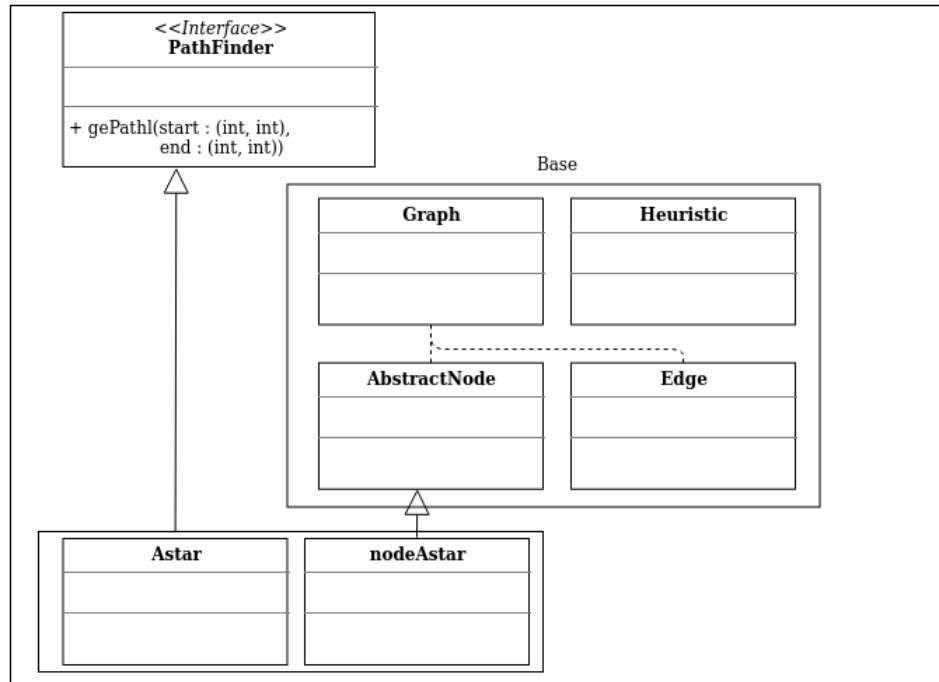 <<Interface>>
PathFinder
+ gePathl(start : (int, int),
end : (int, int))
Base
Graph
Heuristic
AbstractNode
Edge
Astar
nodeAstar